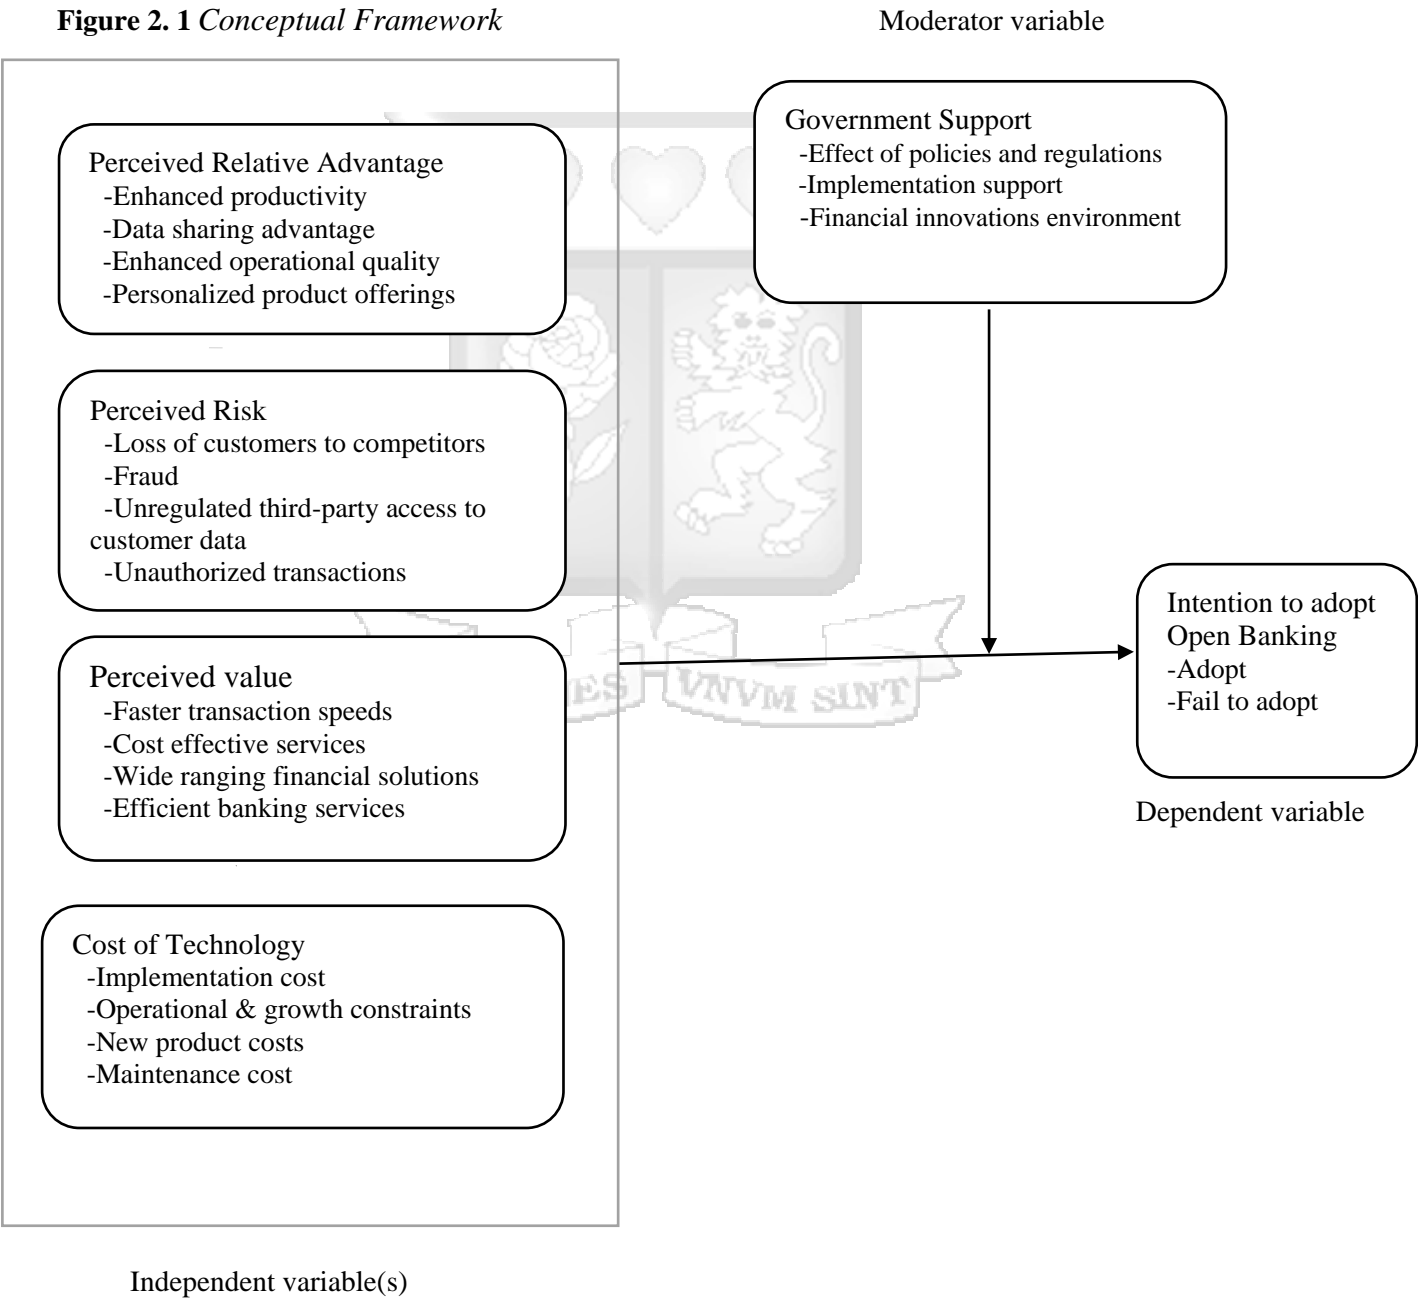 Figure 2. 1 Conceptual Framework
Moderator variable
Government Support
-Effect of policies and regulations
-Implementation support
-Financial innovations environment
Perceived Relative Advantage
-Enhanced productivity
-Data sharing advantage
-Enhanced operational quality
-Personalized product offerings
Perceived Risk
-Loss of customers to competitors
-Fraud
-Unregulated third-party access to
customer data
-Unauthorized transactions
Perceived value
-Faster transaction speeds
-Cost effective services
-Wide ranging financial solutions
-Efficient banking services
Cost of Technology
-Implementation cost
-Operational & growth constraints
-New product costs
-Maintenance cost
VNVM SINT
Intention to adopt
Open Banking
-Adopt
-Fail to adopt
Dependent variable
Independent variable(s)